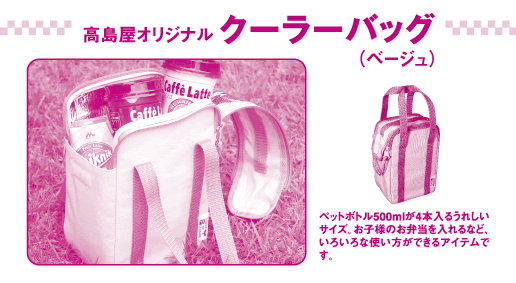 高島屋オリジナル クーラーバッグ
（ベージュ）
Caffè Latte
Caffè
ペットボトル500mlが4本入るうれしい
サイズ。お子様のお弁当を入れるなど、
いろいろな使い方ができるアイテムで
す。